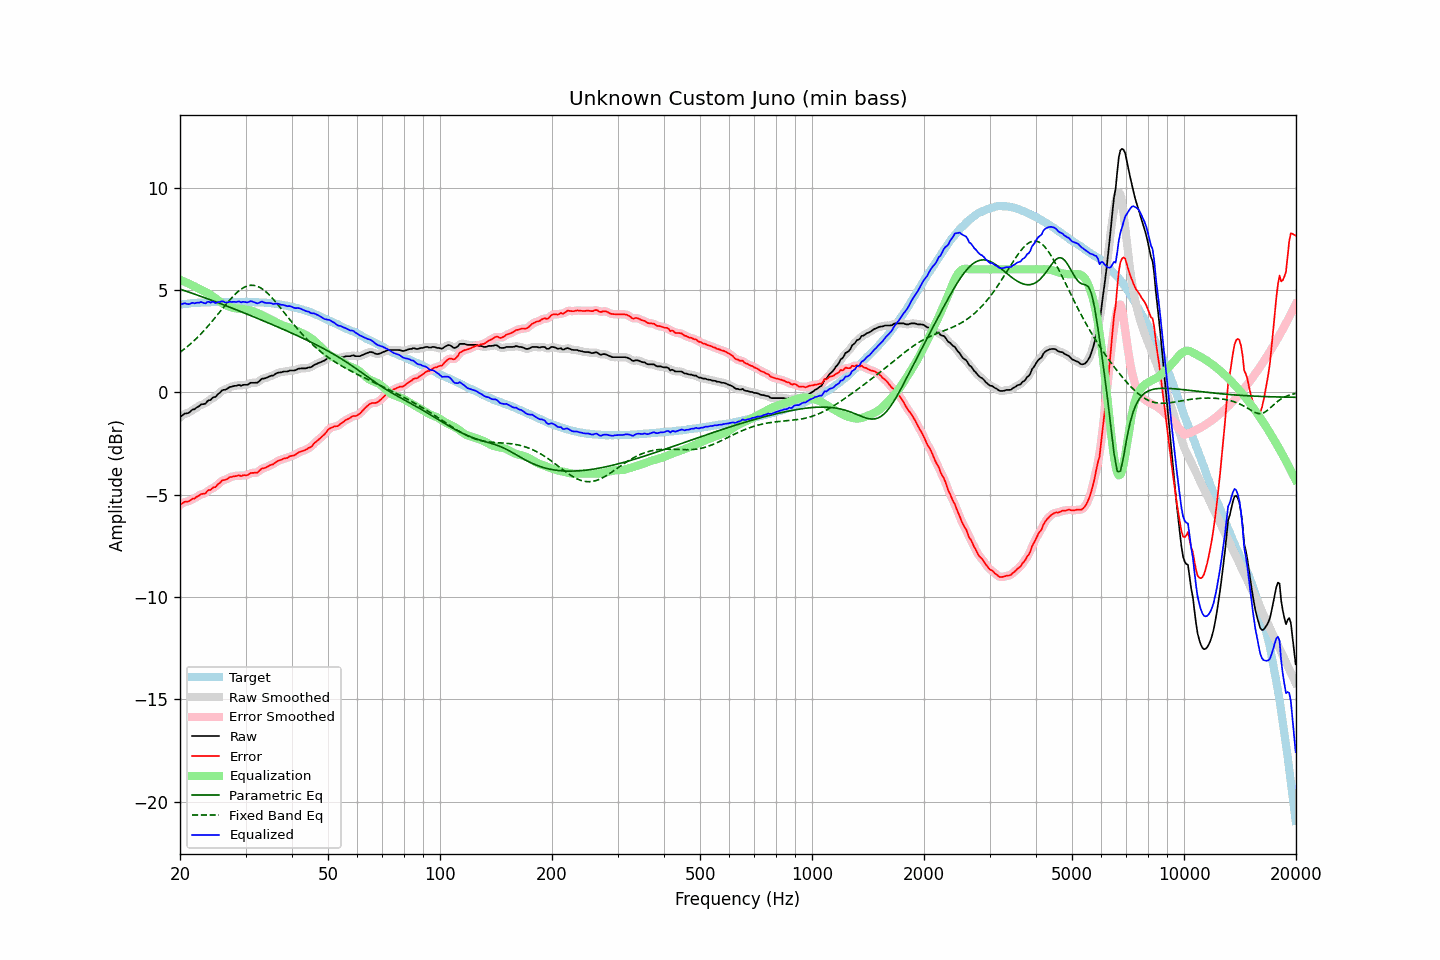 Unknown Custom Juno (min bass)
Amplitude (dBr)
10
5
0
−5
−10
−15
−20
Target
Raw Smoothed
Error Smoothed
Raw
Error
Equalization
Parametric Eq
Fixed Band Eq
Equalized
20 50 100 200 500 1000 2000 5000 10000 20000
Frequency (Hz)